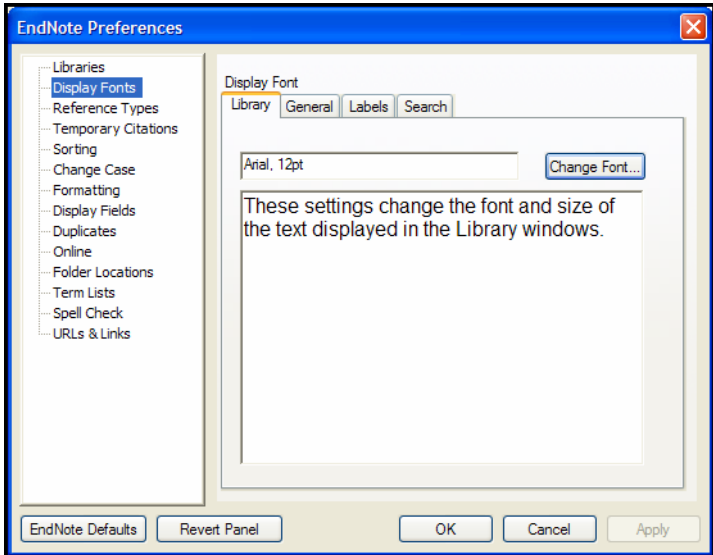 EndNote Preferences
Libraries
Display Fonts
Reference Types
Temporary Citations
Sorting
Change Case
Formatting
Display Fields
Duplicates
Online
Folder Locations
Term Lists
Spell Check
URLs & Links
Display Font
Library General Labels Search
Arial, 12pt Change Font...
These settings change the font and size of
the text displayed in the Library windows.
EndNote Defaults Revert Panel OK Cancel Apply